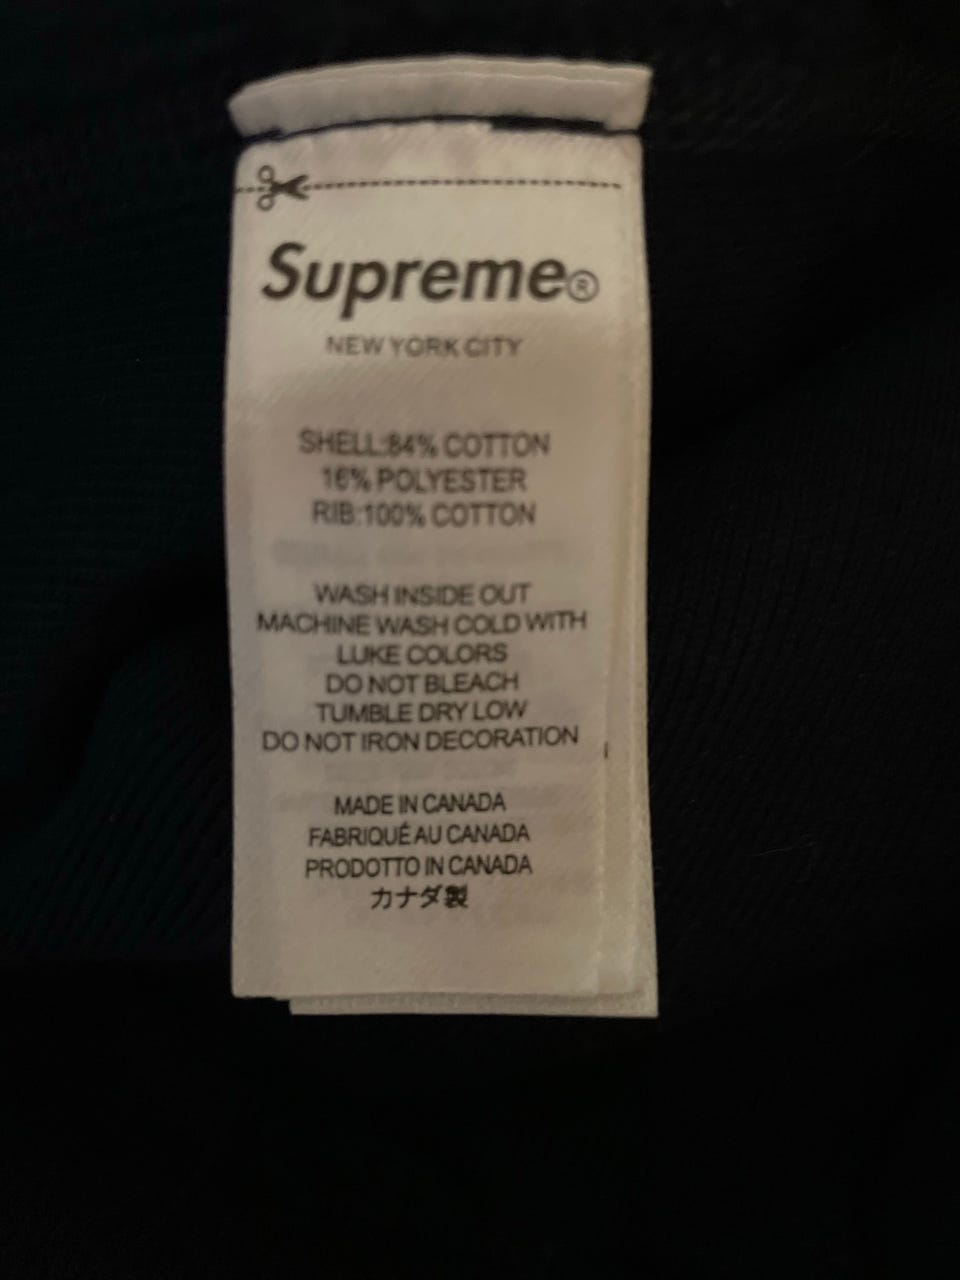 Supreme®
NEW YORK CITY
SHELL:84% COTTON
16% POLYESTER
RIB:100% COTTON
WASH INSIDE OUT
MACHINE WASH COLD WITH
LUKE COLORS
DO NOT BLEACH
TUMBLE DRY LOW
DO NOT IRON DECORATION
MADE IN CANADA
FABRIQUÉ AU CANADA
PRODOTTO IN CANADA
カナダ製